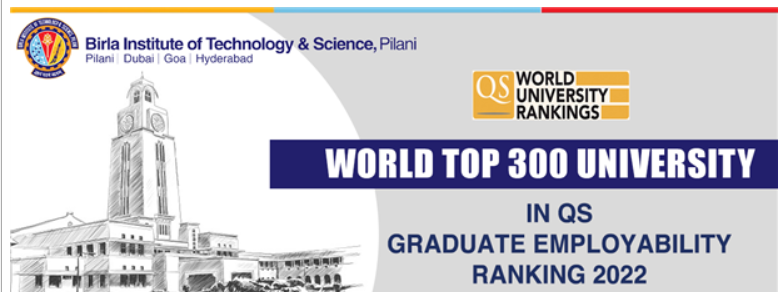 Birla Institute of Technology & Science, Pilani
Pilani | Dubai | Goa | Hyderabad
QS WORLD
UNIVERSITY
RANKINGS
WORLD TOP 300 UNIVERSITY
IN QS
GRADUATE EMPLOYABILITY
RANKING 2022